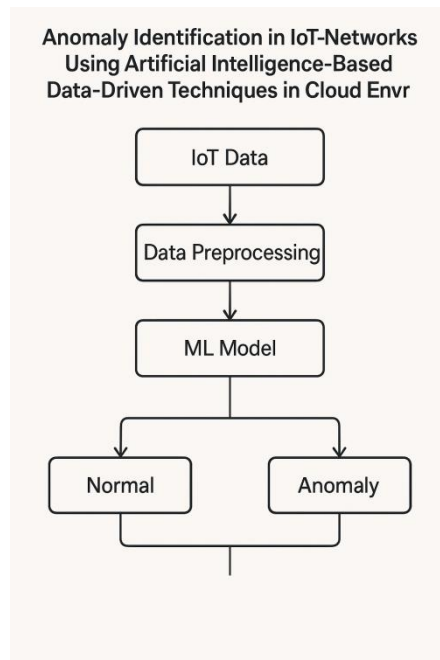 Anomaly Identification in IoT-Networks
Using Artificial Intelligence-Based
Data-Driven Techniques in Cloud Envr
IoT Data
Data Preprocessing
ML Model
Normal
Anomaly